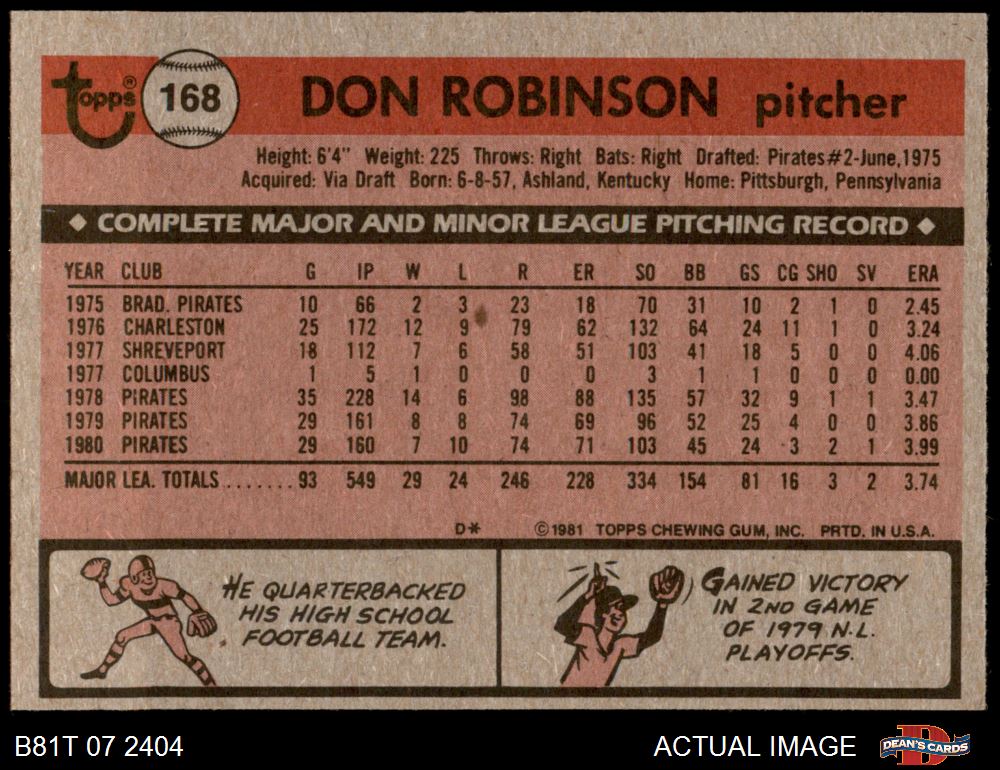 Topps® 168 DON ROBINSON pitcher
Height: 6'4" Weight: 225 Throws: Right Bats: Right Drafted: Pirates#2-June,1975
Acquired: Via Draft Born: 6-8-57, Ashland, Kentucky Home: Pittsburgh, Pennsylvania
◆ COMPLETE MAJOR AND MINOR LEAGUE PITCHING RECORD ◆
YEAR CLUB G IP W L R ER SO BB GS CG SHO SV ERA
1975 BRAD. PIRATES 10 66 2 3 23 18 70 31 10 2 1 0 2.45
1976 CHARLESTON 25 172 12 9 79 62 132 64 24 11 1 0 3.24
1977 SHREVEPORT 18 112 7 6 58 51 103 41 18 5 0 0 4.06
1977 COLUMBUS 1 5 1 0 0 0 3 1 1 0 0 0 0.00
1978 PIRATES 35 228 14 6 98 88 135 57 32 9 1 1 3.47
1979 PIRATES 29 161 8 8 74 69 96 52 25 4 0 0 3.86
1980 PIRATES 29 160 7 10 74 71 103 45 24 3 2 1 3.99
MAJOR LEA. TOTALS....... 93 549 29 24 246 228 334 154 81 16 3 2 3.74
D* ©1981 TOPPS CHEWING GUM, INC. PRTD. IN U.S.A.
HE QUARTERBACKED
HIS HIGH SCHOOL
FOOTBALL TEAM.
GAINED VICTORY
IN 2ND GAME
OF 1979 N.L.
PLAYOFFS.
B81T 07 2404 ACTUAL IMAGE D DEAN'S CARDS